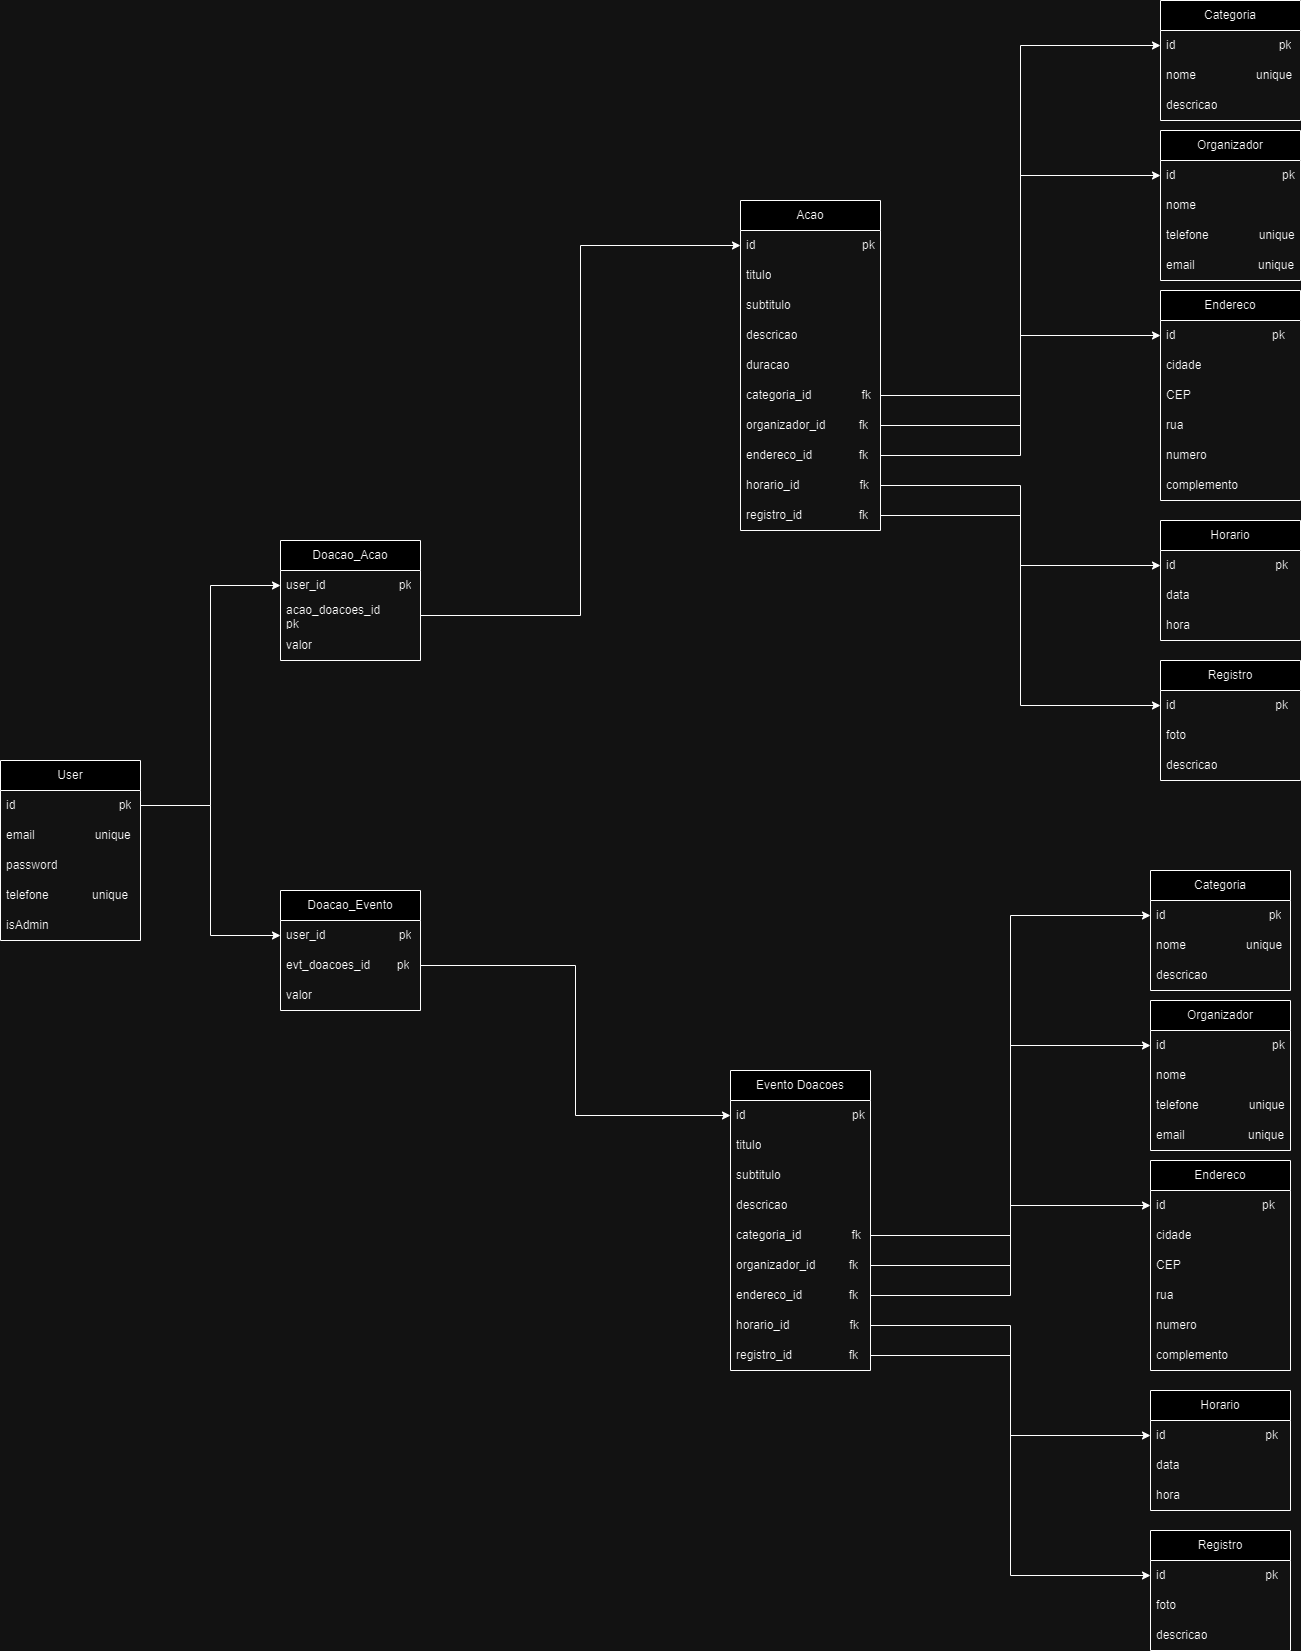 Categoria
id pk
nome unique
descricao
Organizador
id pk
nome
telefone unique
email unique
Endereco
id pk
cidade
CEP
rua
numero
complemento
Horario
id pk
data
hora
Registro
id pk
foto
descricao
Acao
id pk
titulo
subtitulo
descricao
duracao
categoria_id fk
organizador_id fk
endereco_id fk
horario_id fk
registro_id fk
Doacao_Acao
user_id pk
acao_doacoes_id
pk
valor
User
id pk
email unique
password
telefone unique
isAdmin
Doacao_Evento
user_id pk
evt_doacoes_id pk
valor
Evento Doacoes
id pk
titulo
subtitulo
descricao
categoria_id fk
organizador_id fk
endereco_id fk
horario_id fk
registro_id fk
Categoria
id pk
nome unique
descricao
Organizador
id pk
nome
telefone unique
email unique
Endereco
id pk
cidade
CEP
rua
numero
complemento
Horario
id pk
data
hora
Registro
id pk
foto
descricao